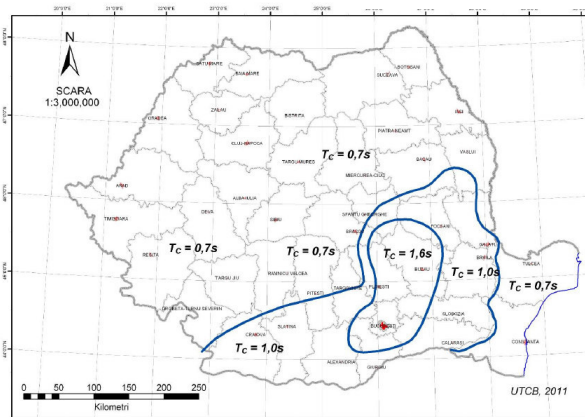 N
SCARA
1:3,000,000
SATU MARE
BAIA MARE
SUCEAVA
BOTOSANI
ZALAU
BISTRITA
IASI
ORADEA
PIATRA NEAMT
CLUJ-NAPOCA
TARGU MURES
T_C = 0,7s
BACAU
VASLUI
MIERCUREA-CIUC
ARAD
ALBA IULIA
DEVA
SFANTU GHEORGHE
TIMISOARA
SIBIU
BRASOV
FOCSANI
GALATI
T_C = 0,7s
T_C = 0,7s
T_C = 1,6s
RESITA
BRAILA
TULCEA
RAMNICU VALCEA
BUZAU
T_C = 1,0s
TARGU JIU
TARGOVISTE
PLOIESTI
T_C = 0,7s
PITESTI
DROBETA-TURNU SEVERIN
SLOBOZIA
SLATINA
BUCURESTI
CRAIOVA
CALARASI
CONSTANTA
T_C = 1,0s
ALEXANDRIA
GIURGIU
0 25 50 100 150 200 250
Kilometri
UTCB, 2011